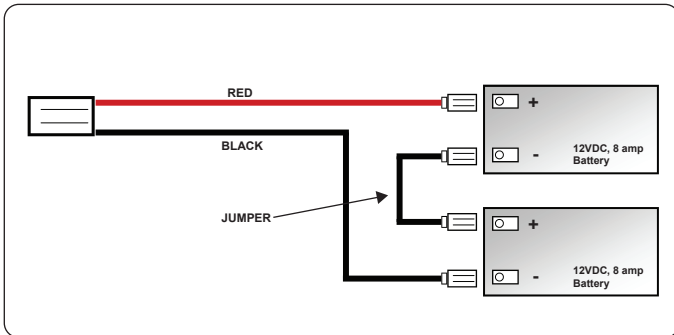 RED
+
BLACK
-
12VDC, 8 amp
Battery
JUMPER
+
-
12VDC, 8 amp
Battery